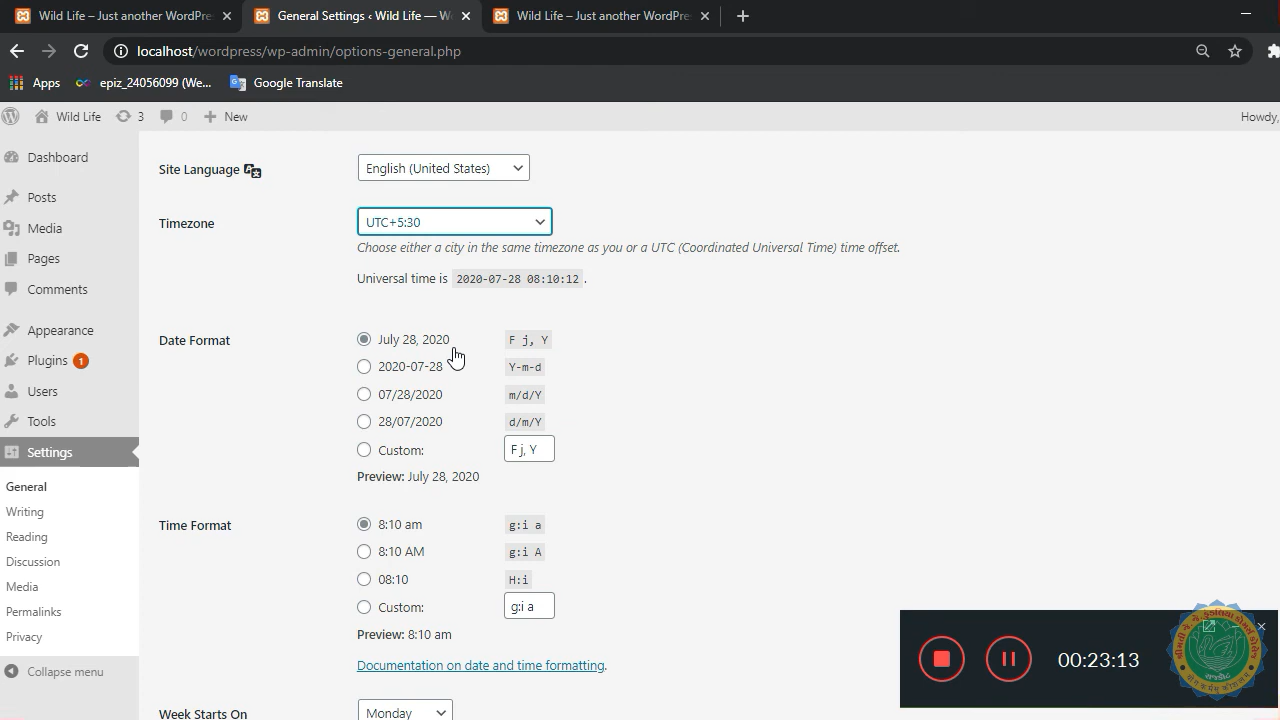 Wild Life – Just another WordPre
General Settings ‹ Wild Life — W
Wild Life – Just another WordPre
localhost/wordpress/wp-admin/options-general.php
Apps
epiz_24056099 (We...
Google Translate
Wild Life
3
0
New
Howdy,
Dashboard
Posts
Media
Pages
Comments
Appearance
Plugins 1
Users
Tools
Settings
General
Writing
Reading
Discussion
Media
Permalinks
Privacy
Collapse menu
Site Language
English (United States)
Timezone
UTC+5:30
Choose either a city in the same timezone as you or a UTC (Coordinated Universal Time) time offset.
Universal time is 2020-07-28 08:10:12.
Date Format
July 28, 2020 F j, Y
2020-07-28 Y-m-d
07/28/2020 m/d/Y
28/07/2020 d/m/Y
Custom: F j, Y
Preview: July 28, 2020
Time Format
8:10 am g:i a
8:10 AM g:i A
08:10 H:i
Custom: g:i a
Preview: 8:10 am
Documentation on date and time formatting.
Week Starts On
Monday
00:23:13